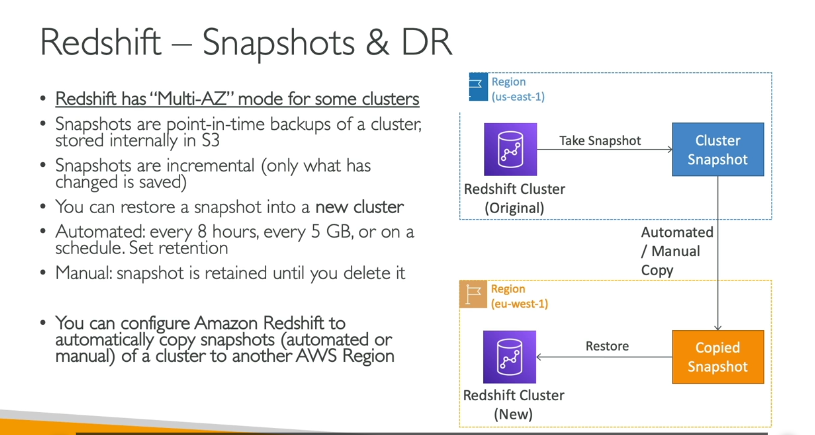 Redshift – Snapshots & DR
• Redshift has “Multi-AZ” mode for some clusters
• Snapshots are point-in-time backups of a cluster,
stored internally in S3
• Snapshots are incremental (only what has
changed is saved)
• You can restore a snapshot into a new cluster
• Automated: every 8 hours, every 5 GB, or on a
schedule. Set retention
• Manual: snapshot is retained until you delete it
• You can configure Amazon Redshift to
automatically copy snapshots (automated or
manual) of a cluster to another AWS Region
Region
(us-east-1)
Take Snapshot
Cluster
Snapshot
Redshift Cluster
(Original)
Automated
/ Manual
Copy
Region
(eu-west-1)
Restore
Copied
Snapshot
Redshift Cluster
(New)